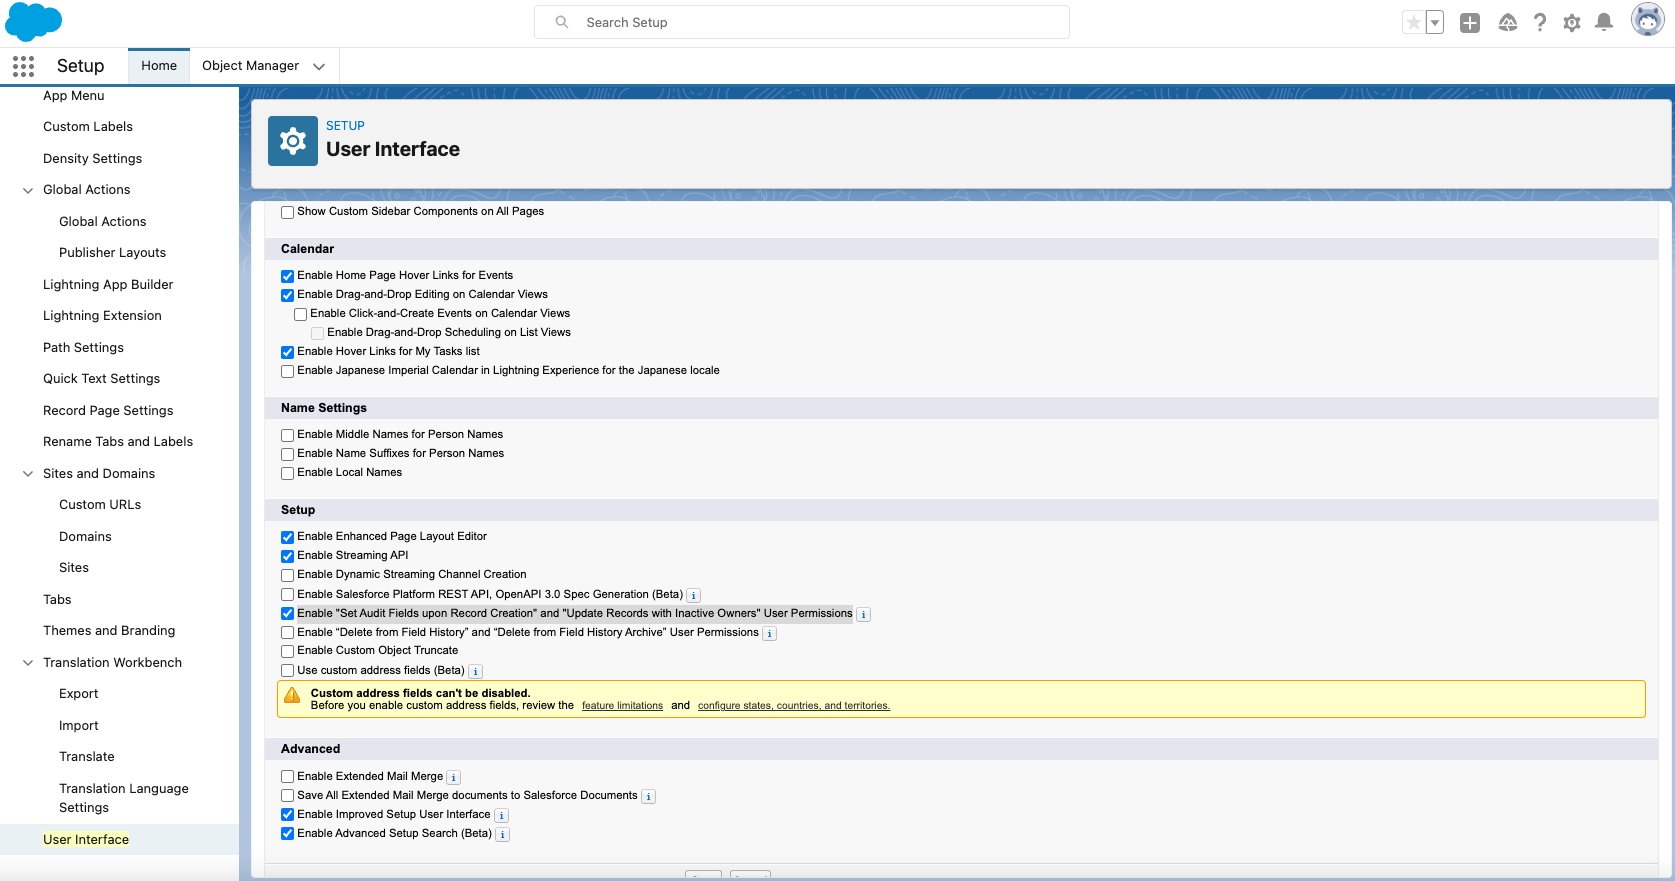 Search Setup
Setup
Home
Object Manager
App Menu
Custom Labels
Density Settings
Global Actions
Global Actions
Publisher Layouts
Lightning App Builder
Lightning Extension
Path Settings
Quick Text Settings
Record Page Settings
Rename Tabs and Labels
Sites and Domains
Custom URLs
Domains
Sites
Tabs
Themes and Branding
Translation Workbench
Export
Import
Translate
Translation Language
Settings
User Interface
SETUP
User Interface
Show Custom Sidebar Components on All Pages
Calendar
Enable Home Page Hover Links for Events
Enable Drag-and-Drop Editing on Calendar Views
Enable Click-and-Create Events on Calendar Views
Enable Drag-and-Drop Scheduling on List Views
Enable Hover Links for My Tasks list
Enable Japanese Imperial Calendar in Lightning Experience for the Japanese locale
Name Settings
Enable Middle Names for Person Names
Enable Name Suffixes for Person Names
Enable Local Names
Setup
Enable Enhanced Page Layout Editor
Enable Streaming API
Enable Dynamic Streaming Channel Creation
Enable Salesforce Platform REST API, OpenAPI 3.0 Spec Generation (Beta) i
Enable "Set Audit Fields upon Record Creation" and "Update Records with Inactive Owners" User Permissions i
Enable “Delete from Field History” and “Delete from Field History Archive” User Permissions i
Enable Custom Object Truncate
Use custom address fields (Beta) i
Custom address fields can't be disabled.
Before you enable custom address fields, review the feature limitations and configure states, countries, and territories.
Advanced
Enable Extended Mail Merge i
Save All Extended Mail Merge documents to Salesforce Documents i
Enable Improved Setup User Interface i
Enable Advanced Setup Search (Beta) i